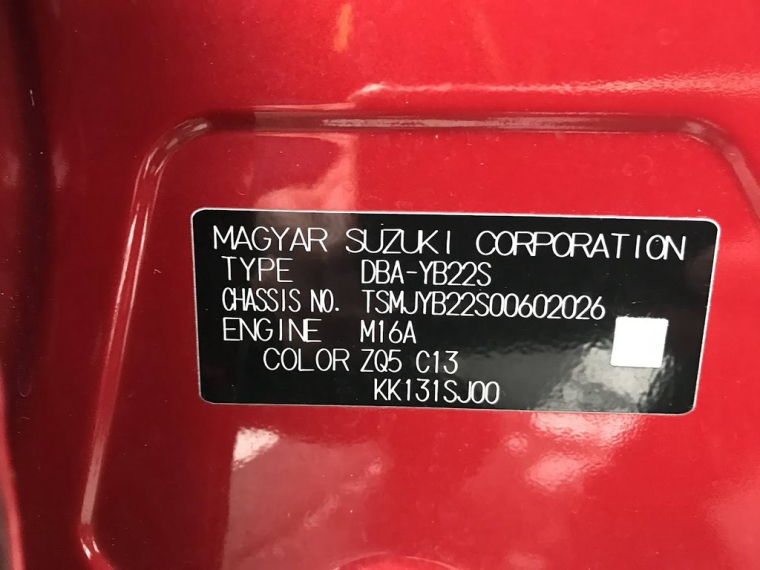 MAGYAR SUZUKI CORPORATION
TYPE DBA-YB22S
CHASSIS NO. TSMJYB22S00602026
ENGINE M16A
COLOR ZQ5 C13
KK131SJ00